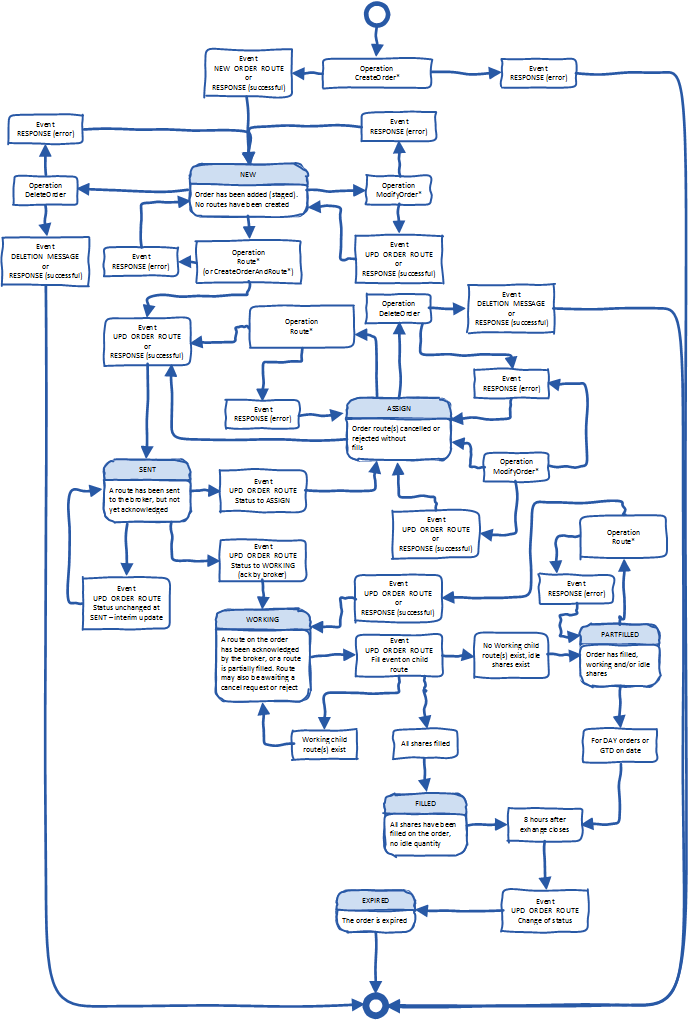 Event
NEW ORDER ROUTE
or
RESPONSE (successful)
Operation
CreateOrder*
Event
RESPONSE (error)
Event
RESPONSE (error)
Event
RESPONSE (error)
NEW
Order has been added (staged).
No routes have been created
Operation
DeleteOrder
Operation
ModifyOrder*
Event
DELETION MESSAGE
or
RESPONSE (successful)
Event
RESPONSE (error)
Operation
Route*
(or CreateOrderAndRoute*)
Event
UPD ORDER ROUTE
or
RESPONSE (successful)
Event
UPD ORDER ROUTE
or
RESPONSE (successful)
Operation
Route*
Operation
DeleteOrder
Event
DELETION MESSAGE
or
RESPONSE (successful)
Event
RESPONSE (error)
Event
RESPONSE (error)
ASSIGN
Order route(s) cancelled or
rejected without
fills
Operation
ModifyOrder*
SENT
A route has been sent
to the broker, but not
yet acknowledged
Event
UPD ORDER ROUTE
Status to ASSIGN
Event
UPD ORDER ROUTE
or
RESPONSE (successful)
Operation
Route*
Event
UPD ORDER ROUTE
Status to WORKING
(ack by broker)
Event
UPD ORDER ROUTE
Status unchanged at
SENT – interim update
Event
UPD ORDER ROUTE
or
RESPONSE (successful)
Event
RESPONSE (error)
WORKING
A route on the order
has been acknowledged
by the broker, or a route
is partially filled. Route
may also be awaiting a
cancel request or reject
Event
UPD ORDER ROUTE
Fill event on child
route
No Working child
route(s) exist, idle
shares exist
PARTFILLED
Order has filled,
working and/or idle
shares
Working child
route(s) exist
All shares filled
For DAY orders or
GTD on date
FILLED
All shares have been
filled on the order,
no idle quantity
8 hours after
exhange closes
EXPIRED
The order is expired
Event
UPD ORDER ROUTE
Change of status